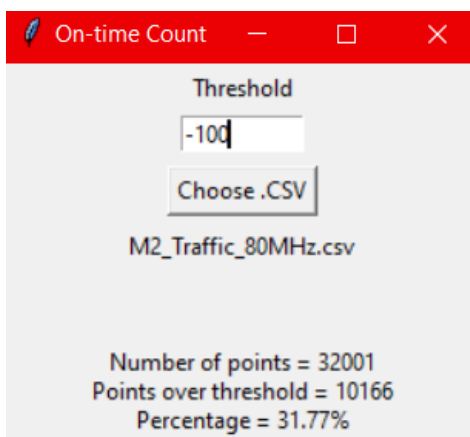 On-time Count
Threshold
-100
Choose .CSV
M2_Traffic_80MHz.csv
Number of points = 32001
Points over threshold = 10166
Percentage = 31.77%